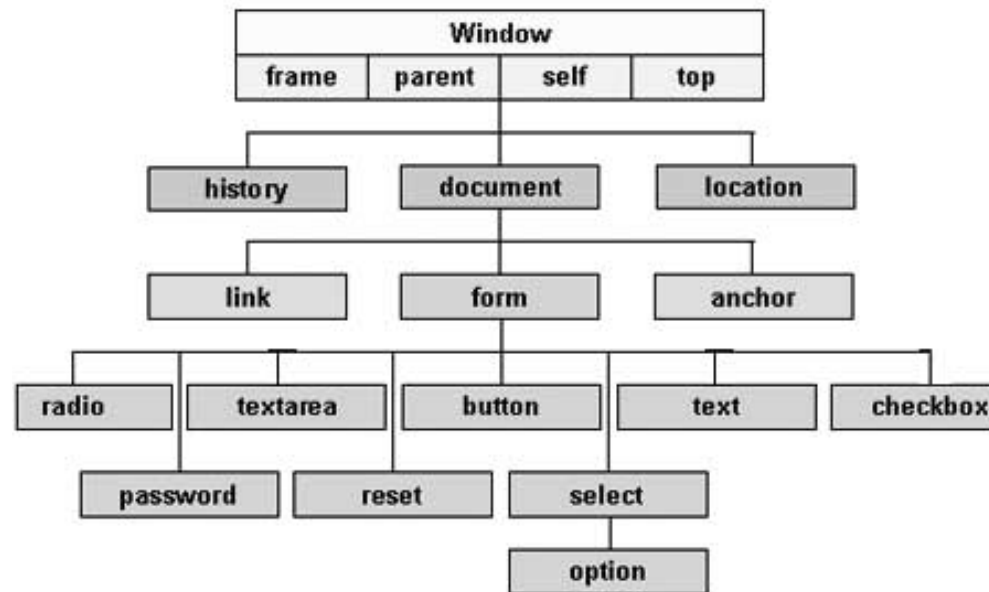 Window
frame parent self top
history document location
link form anchor
radio textarea button text checkbox
password reset select
option